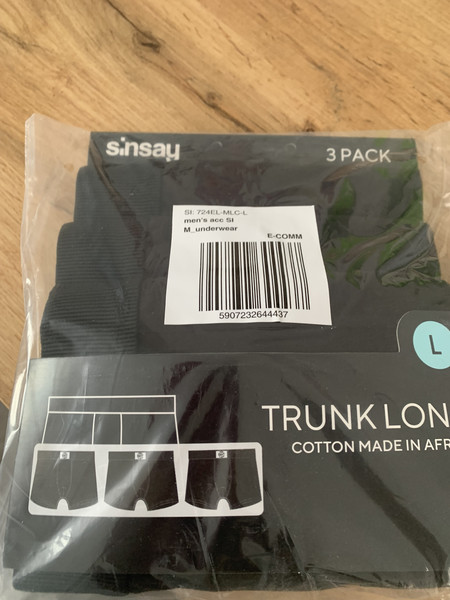 sinsay
3 PACK
SI: 724EL-MLC-L
men's acc SI
M_underwear
E-COMM
5907232644437
L
TRUNK LON
COTTON MADE IN AFR